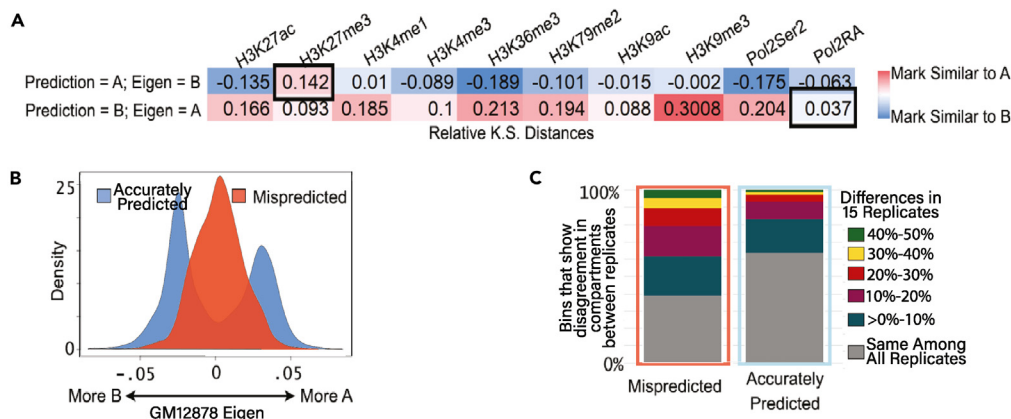 A
H3K27ac H3K27me3 H3K4me1 H3K4me3 H3K36me3 H3K79me2 H3K9ac H3K9me3 Pol2Ser2 Pol2RA
Prediction = A; Eigen = B -0.135 0.142 0.01 -0.089 -0.189 -0.101 -0.015 -0.002 -0.175 -0.063
Prediction = B; Eigen = A 0.166 0.093 0.185 0.1 0.213 0.194 0.088 0.3008 0.204 0.037
Relative K.S. Distances
Mark Similar to A
Mark Similar to B
B
25
Density
0
Accurately
Predicted
Mispredicted
-.05 0 .05
More B More A
GM12878 Eigen
C
100%
Bins that show
disagreement in
compartments
between replicates
0%
Mispredicted
Accurately
Predicted
Differences in
15 Replicates
40%-50%
30%-40%
20%-30%
10%-20%
>0%-10%
Same Among
All Replicates